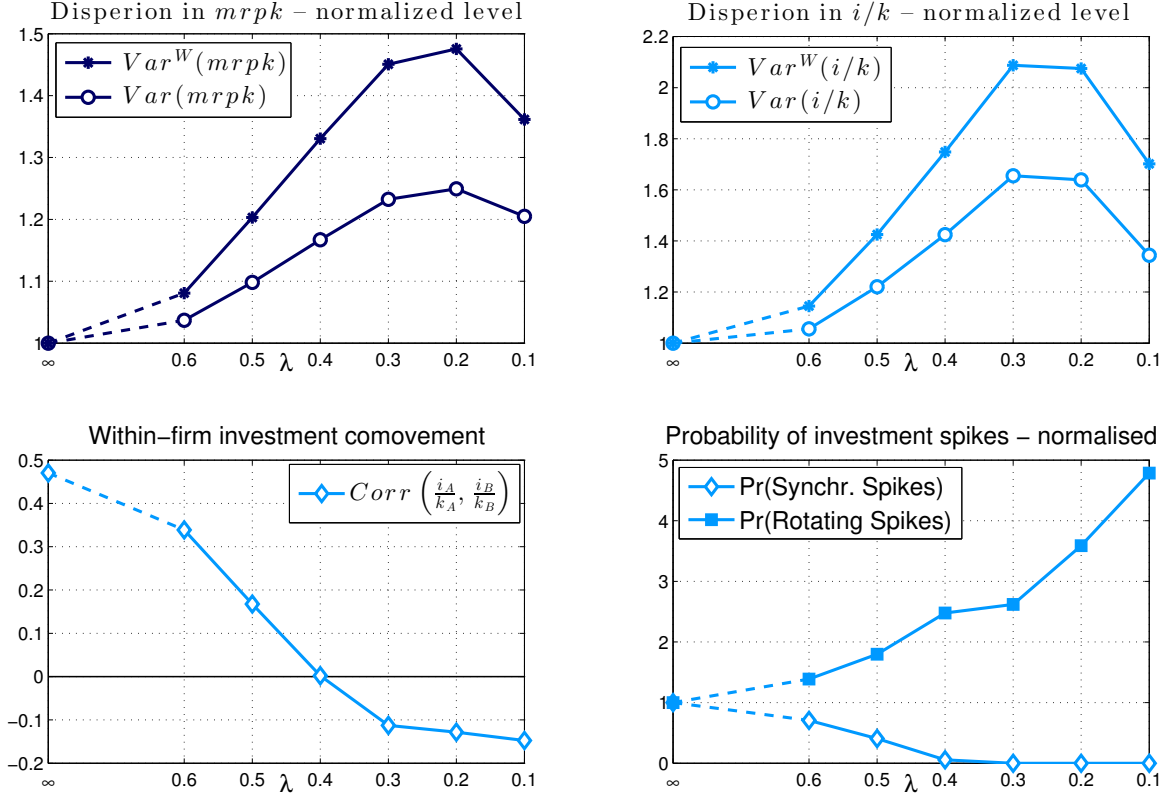 Disperion in mrpk – normalized level
1.5
1.4
1.3
1.2
1.1
1
Var^W(mrpk)
Var(mrpk)
∞ 0.6 0.5 0.4 0.3 0.2 0.1
λ
Disperion in i/k – normalized level
2.2
2
1.8
1.6
1.4
1.2
1
Var^W(i/k)
Var(i/k)
∞ 0.6 0.5 0.4 0.3 0.2 0.1
λ
Within−firm investment comovement
0.5
0.4
0.3
0.2
0.1
0
−0.1
−0.2
Corr (i_A/k_A, i_B/k_B)
∞ 0.6 0.5 0.4 0.3 0.2 0.1
λ
Probability of investment spikes − normalised
5
4
3
2
1
0
Pr(Synchr. Spikes)
Pr(Rotating Spikes)
∞ 0.6 0.5 0.4 0.3 0.2 0.1
λ